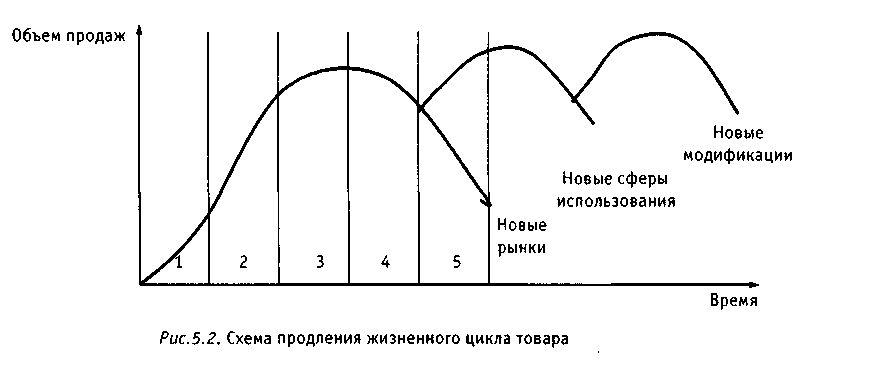 Объем продаж
Новые
модификации
Новые сферы
использования
Новые
рынки
1 2 3 4 5
Время
Рис.5.2. Схема продления жизненного цикла товара